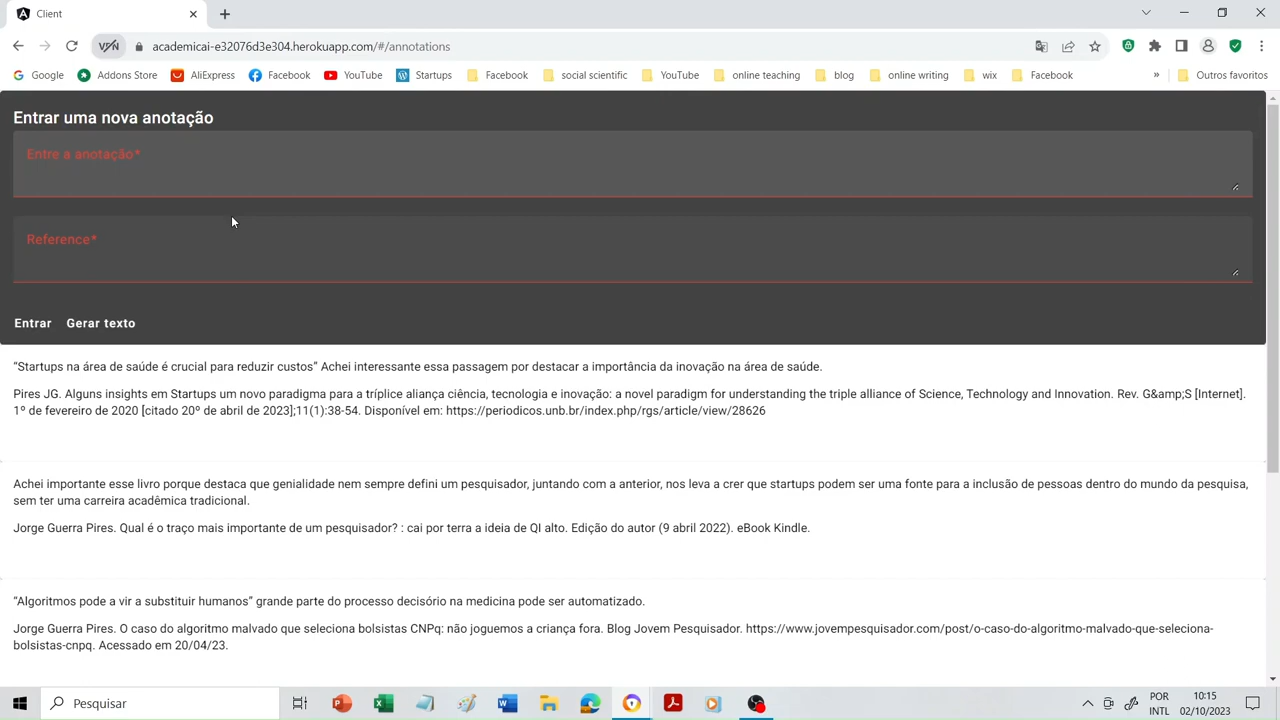 Client
academicai-e32076d3e304.herokuapp.com/#/annotations
Google Addons Store AliExpress Facebook YouTube Startups Facebook social scientific YouTube online teaching blog online writing wix Facebook » Outros favoritos
Entrar uma nova anotação
Entre a anotação*
Reference*
Entrar Gerar texto
“Startups na área de saúde é crucial para reduzir custos” Achei interessante essa passagem por destacar a importância da inovação na área de saúde.
Pires JG. Alguns insights em Startups um novo paradigma para a tríplice aliança ciência, tecnologia e inovação: a novel paradigm for understanding the triple alliance of Science, Technology and Innovation. Rev. G&amp;S [Internet].
1º de fevereiro de 2020 [citado 20º de abril de 2023];11(1):38-54. Disponível em: https://periodicos.unb.br/index.php/rgs/article/view/28626
Achei importante esse livro porque destaca que genialidade nem sempre defini um pesquisador, juntando com a anterior, nos leva a crer que startups podem ser uma fonte para a inclusão de pessoas dentro do mundo da pesquisa,
sem ter uma carreira acadêmica tradicional.
Jorge Guerra Pires. Qual é o traço mais importante de um pesquisador? : cai por terra a ideia de QI alto. Edição do autor (9 abril 2022). eBook Kindle.
“Algoritmos pode a vir a substituir humanos” grande parte do processo decisório na medicina pode ser automatizado.
Jorge Guerra Pires. O caso do algoritmo malvado que seleciona bolsistas CNPq: não joguemos a criança fora. Blog Jovem Pesquisador. https://www.jovempesquisador.com/post/o-caso-do-algoritmo-malvado-que-seleciona-
bolsistas-cnpq. Acessado em 20/04/23.
Pesquisar
POR
INTL
10:15
02/10/2023